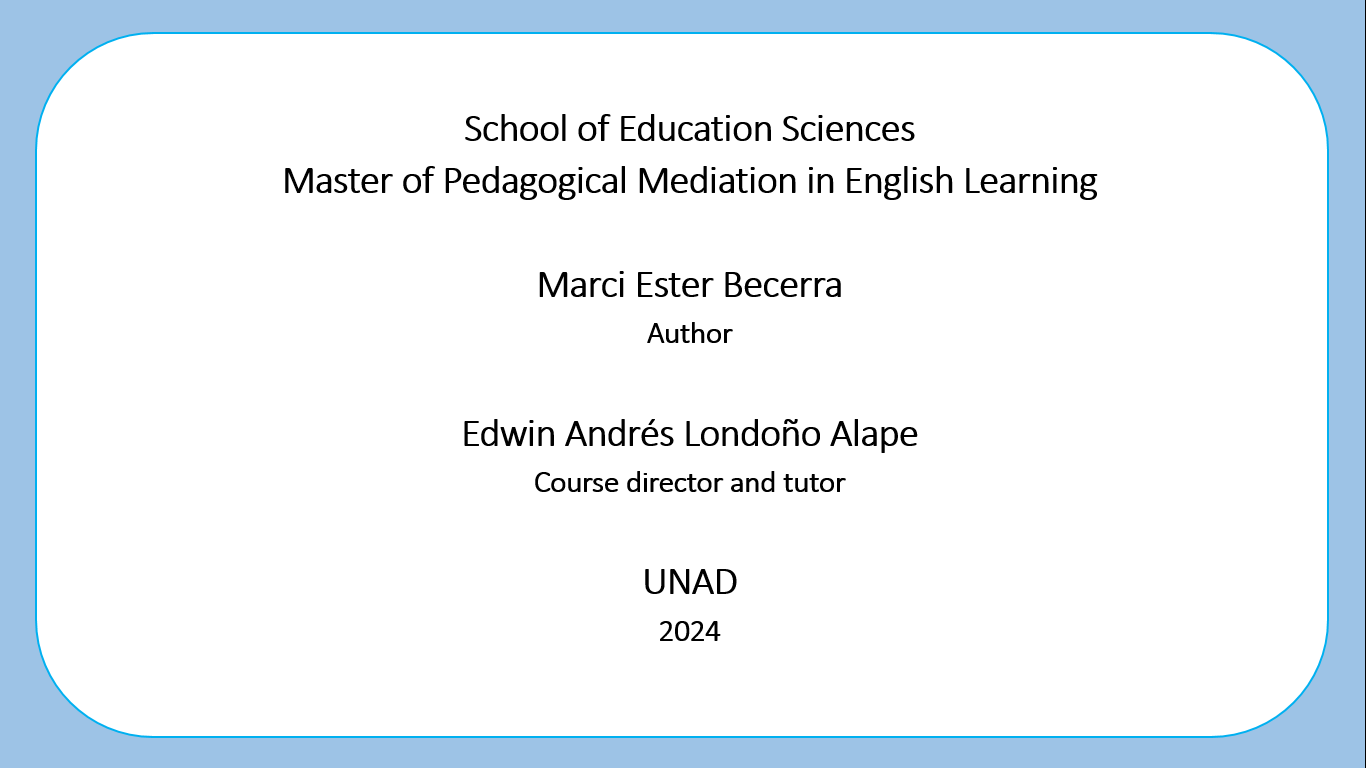 School of Education Sciences
Master of Pedagogical Mediation in English Learning
Marci Ester Becerra
Author
Edwin Andrés Londoño Alape
Course director and tutor
UNAD
2024